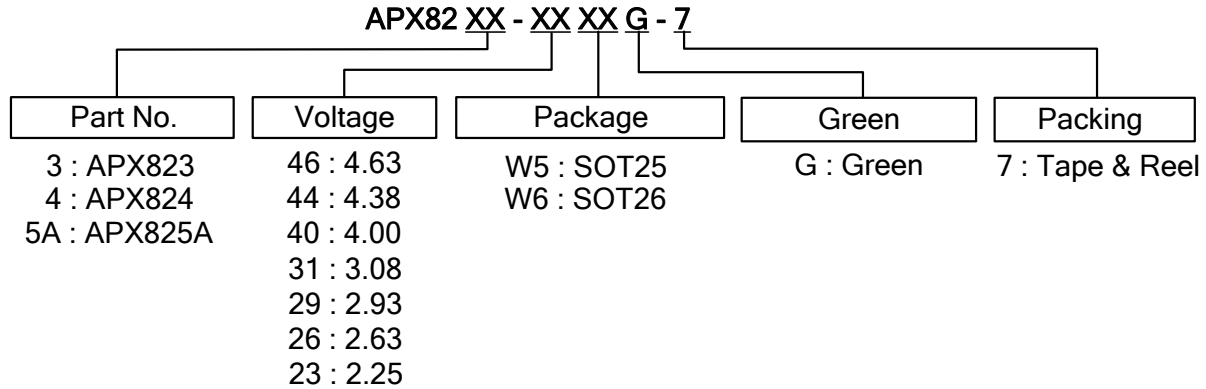 APX82 XX - XX XX G - 7
Part No.
3 : APX823
4 : APX824
5A : APX825A
Voltage
46 : 4.63
44 : 4.38
40 : 4.00
31 : 3.08
29 : 2.93
26 : 2.63
23 : 2.25
Package
W5 : SOT25
W6 : SOT26
Green
G : Green
Packing
7 : Tape & Reel